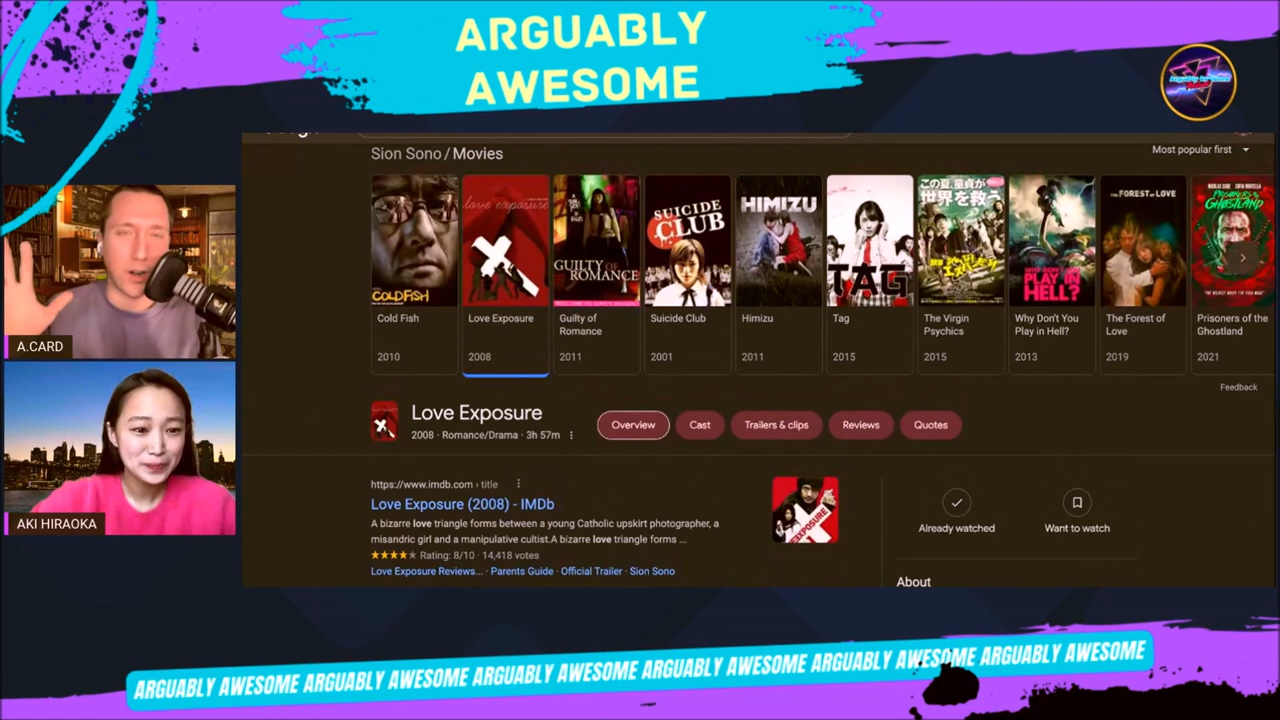 ARGUABLY
AWESOME
Sion Sono / Movies
Most popular first
COLDFISH
love exposure
GUILTY OF
ROMANCE
SUICIDE
CLUB
HIMIZU
TAG
この夏、童貞が
世界を救う
WHY DON'T YOU
PLAY IN
HELL?
THE FOREST OF LOVE
NICOLAS CAGE SOFIA BOUTELLA
PRISONERS OF THE
GHOSTLAND
Cold Fish
2010
Love Exposure
2008
Guilty of
Romance
2011
Suicide Club
2001
Himizu
2011
Tag
2015
The Virgin
Psychics
2015
Why Don't You
Play in Hell?
2013
The Forest of
Love
2019
Prisoners of the
Ghostland
2021
Feedback
A.CARD
AKI HIRAOKA
Love Exposure
2008 · Romance/Drama · 3h 57m
Overview
Cast
Trailers & clips
Reviews
Quotes
https://www.imdb.com › title
Love Exposure (2008) - IMDb
A bizarre love triangle forms between a young Catholic upskirt photographer, a
misandric girl and a manipulative cultist.A bizarre love triangle forms ...
Rating: 8/10 · 14,418 votes
Love Exposure Reviews... · Parents Guide · Official Trailer · Sion Sono
EXPOSURE
Already watched
Want to watch
About
ARGUABLY AWESOME ARGUABLY AWESOME ARGUABLY AWESOME ARGUABLY AWESOME ARGUABLY AWESOME ARGUABLY AWESOME